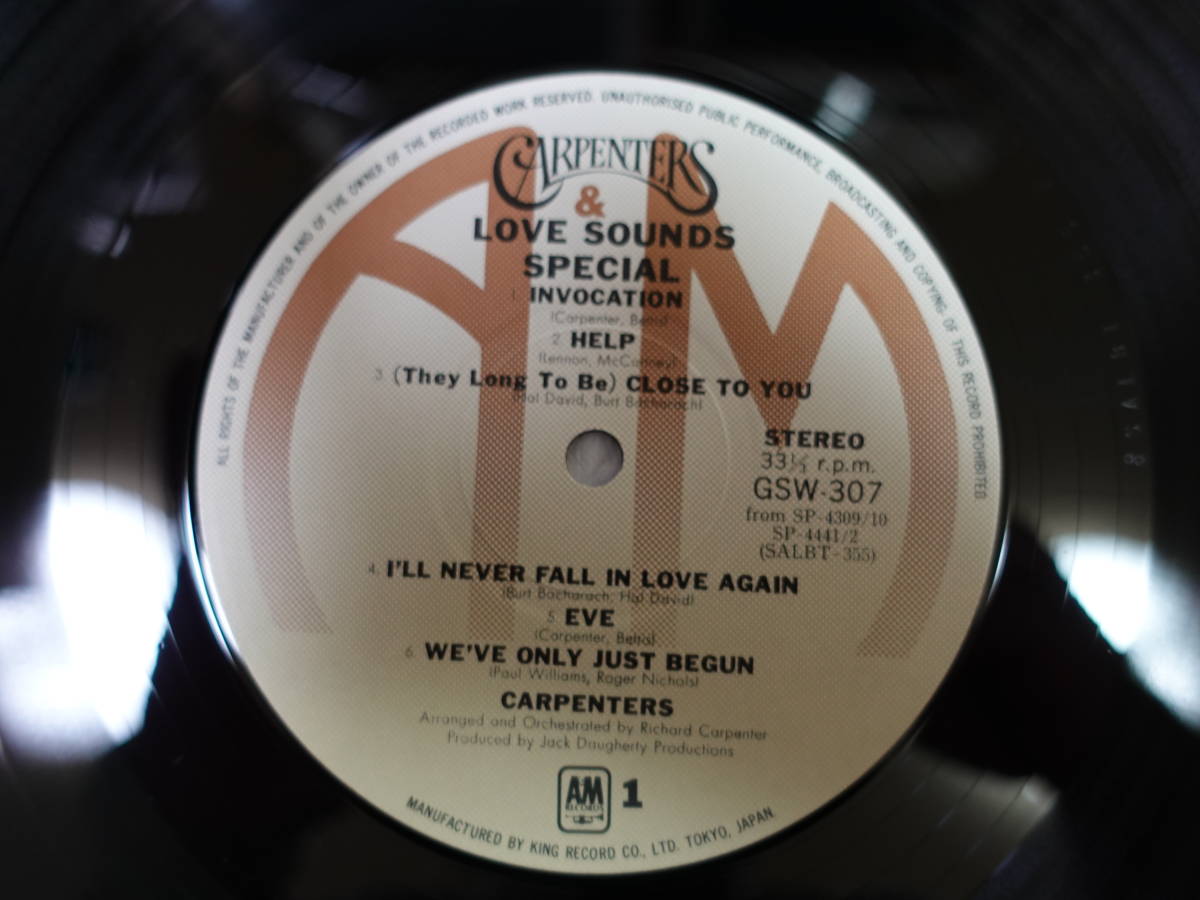 ALL RIGHTS OF THE MANUFACTURER AND OF THE OWNER OF THE RECORDED WORK RESERVED. UNAUTHORISED PUBLIC PERFORMANCE, BROADCASTING AND COPYING OF THIS RECORD PROHIBITED
CARPENTERS
&
LOVE SOUNDS
SPECIAL
1. INVOCATION
(Carpenter, Betis)
2. HELP
(Lennon, McCartney)
3. (They Long To Be) CLOSE TO YOU
(Hal David, Burt Bacharach)
STEREO
33⅓ r.p.m.
GSW-307
from SP-4309/10
SP-4441/2
(SALBT-355)
4. I'LL NEVER FALL IN LOVE AGAIN
(Burt Bacharach, Hal David)
5. EVE
(Carpenter, Betis)
6. WE'VE ONLY JUST BEGUN
(Paul Williams, Roger Nichols)
CARPENTERS
Arranged and Orchestrated by Richard Carpenter
Produced by Jack Daugherty Productions
AM RECORDS 1
MANUFACTURED BY KING RECORD CO., LTD. TOKYO, JAPAN